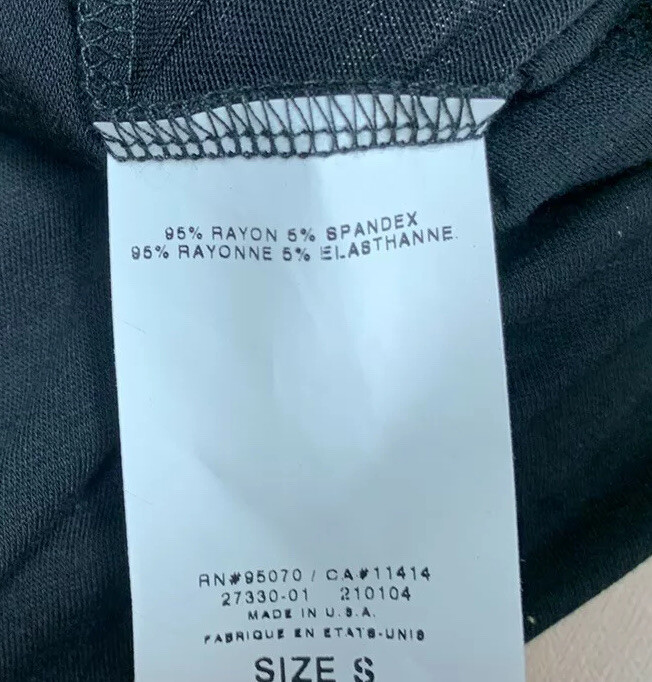 95% RAYON 5% SPANDEX
95% RAYONNE 5% ELASTHANNE.
RN#95070 / CA#11414
27330-01 210104
MADE IN U.S.A.
FABRIQUE EN ETATS-UNIS
SIZE S